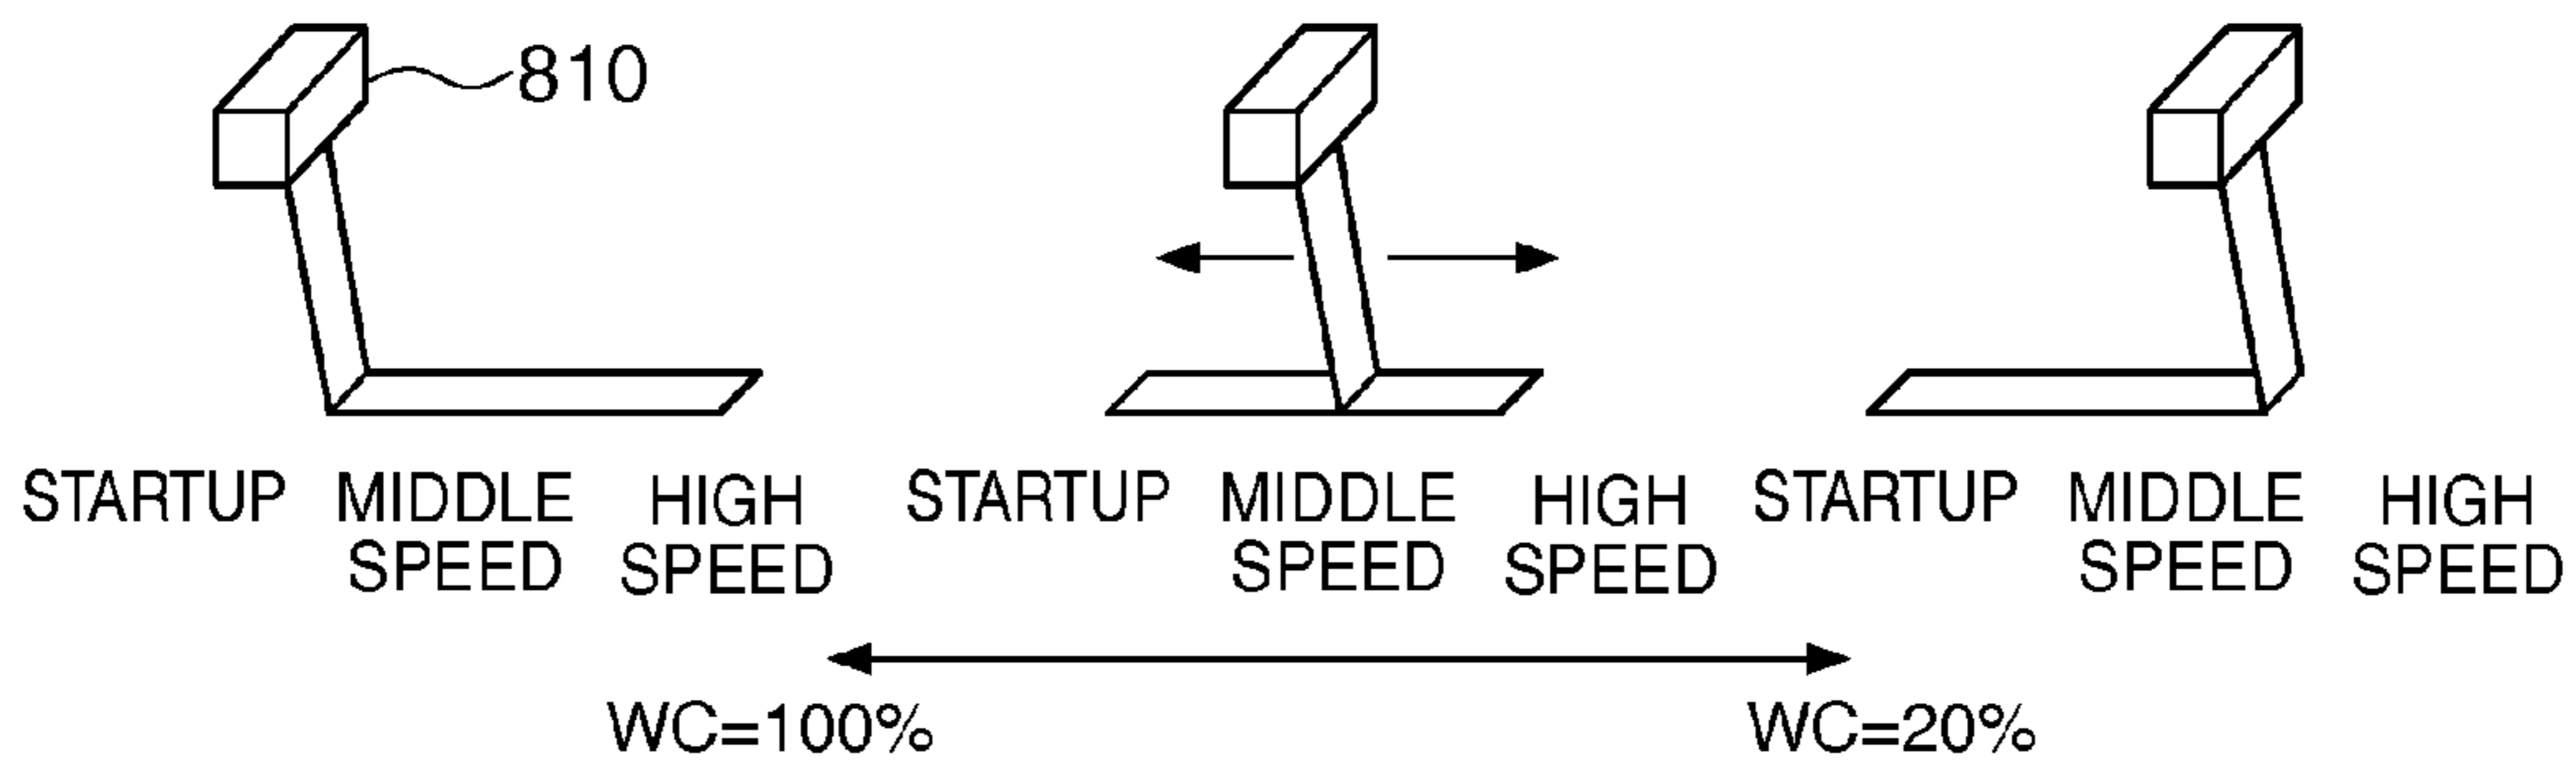 810
STARTUP MIDDLE SPEED HIGH SPEED
STARTUP MIDDLE SPEED HIGH SPEED
STARTUP MIDDLE SPEED HIGH SPEED
WC=100%
WC=20%